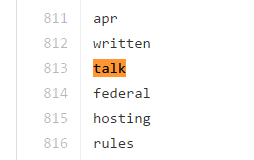 811 apr
812 written
813 talk
814 federal
815 hosting
816 rules